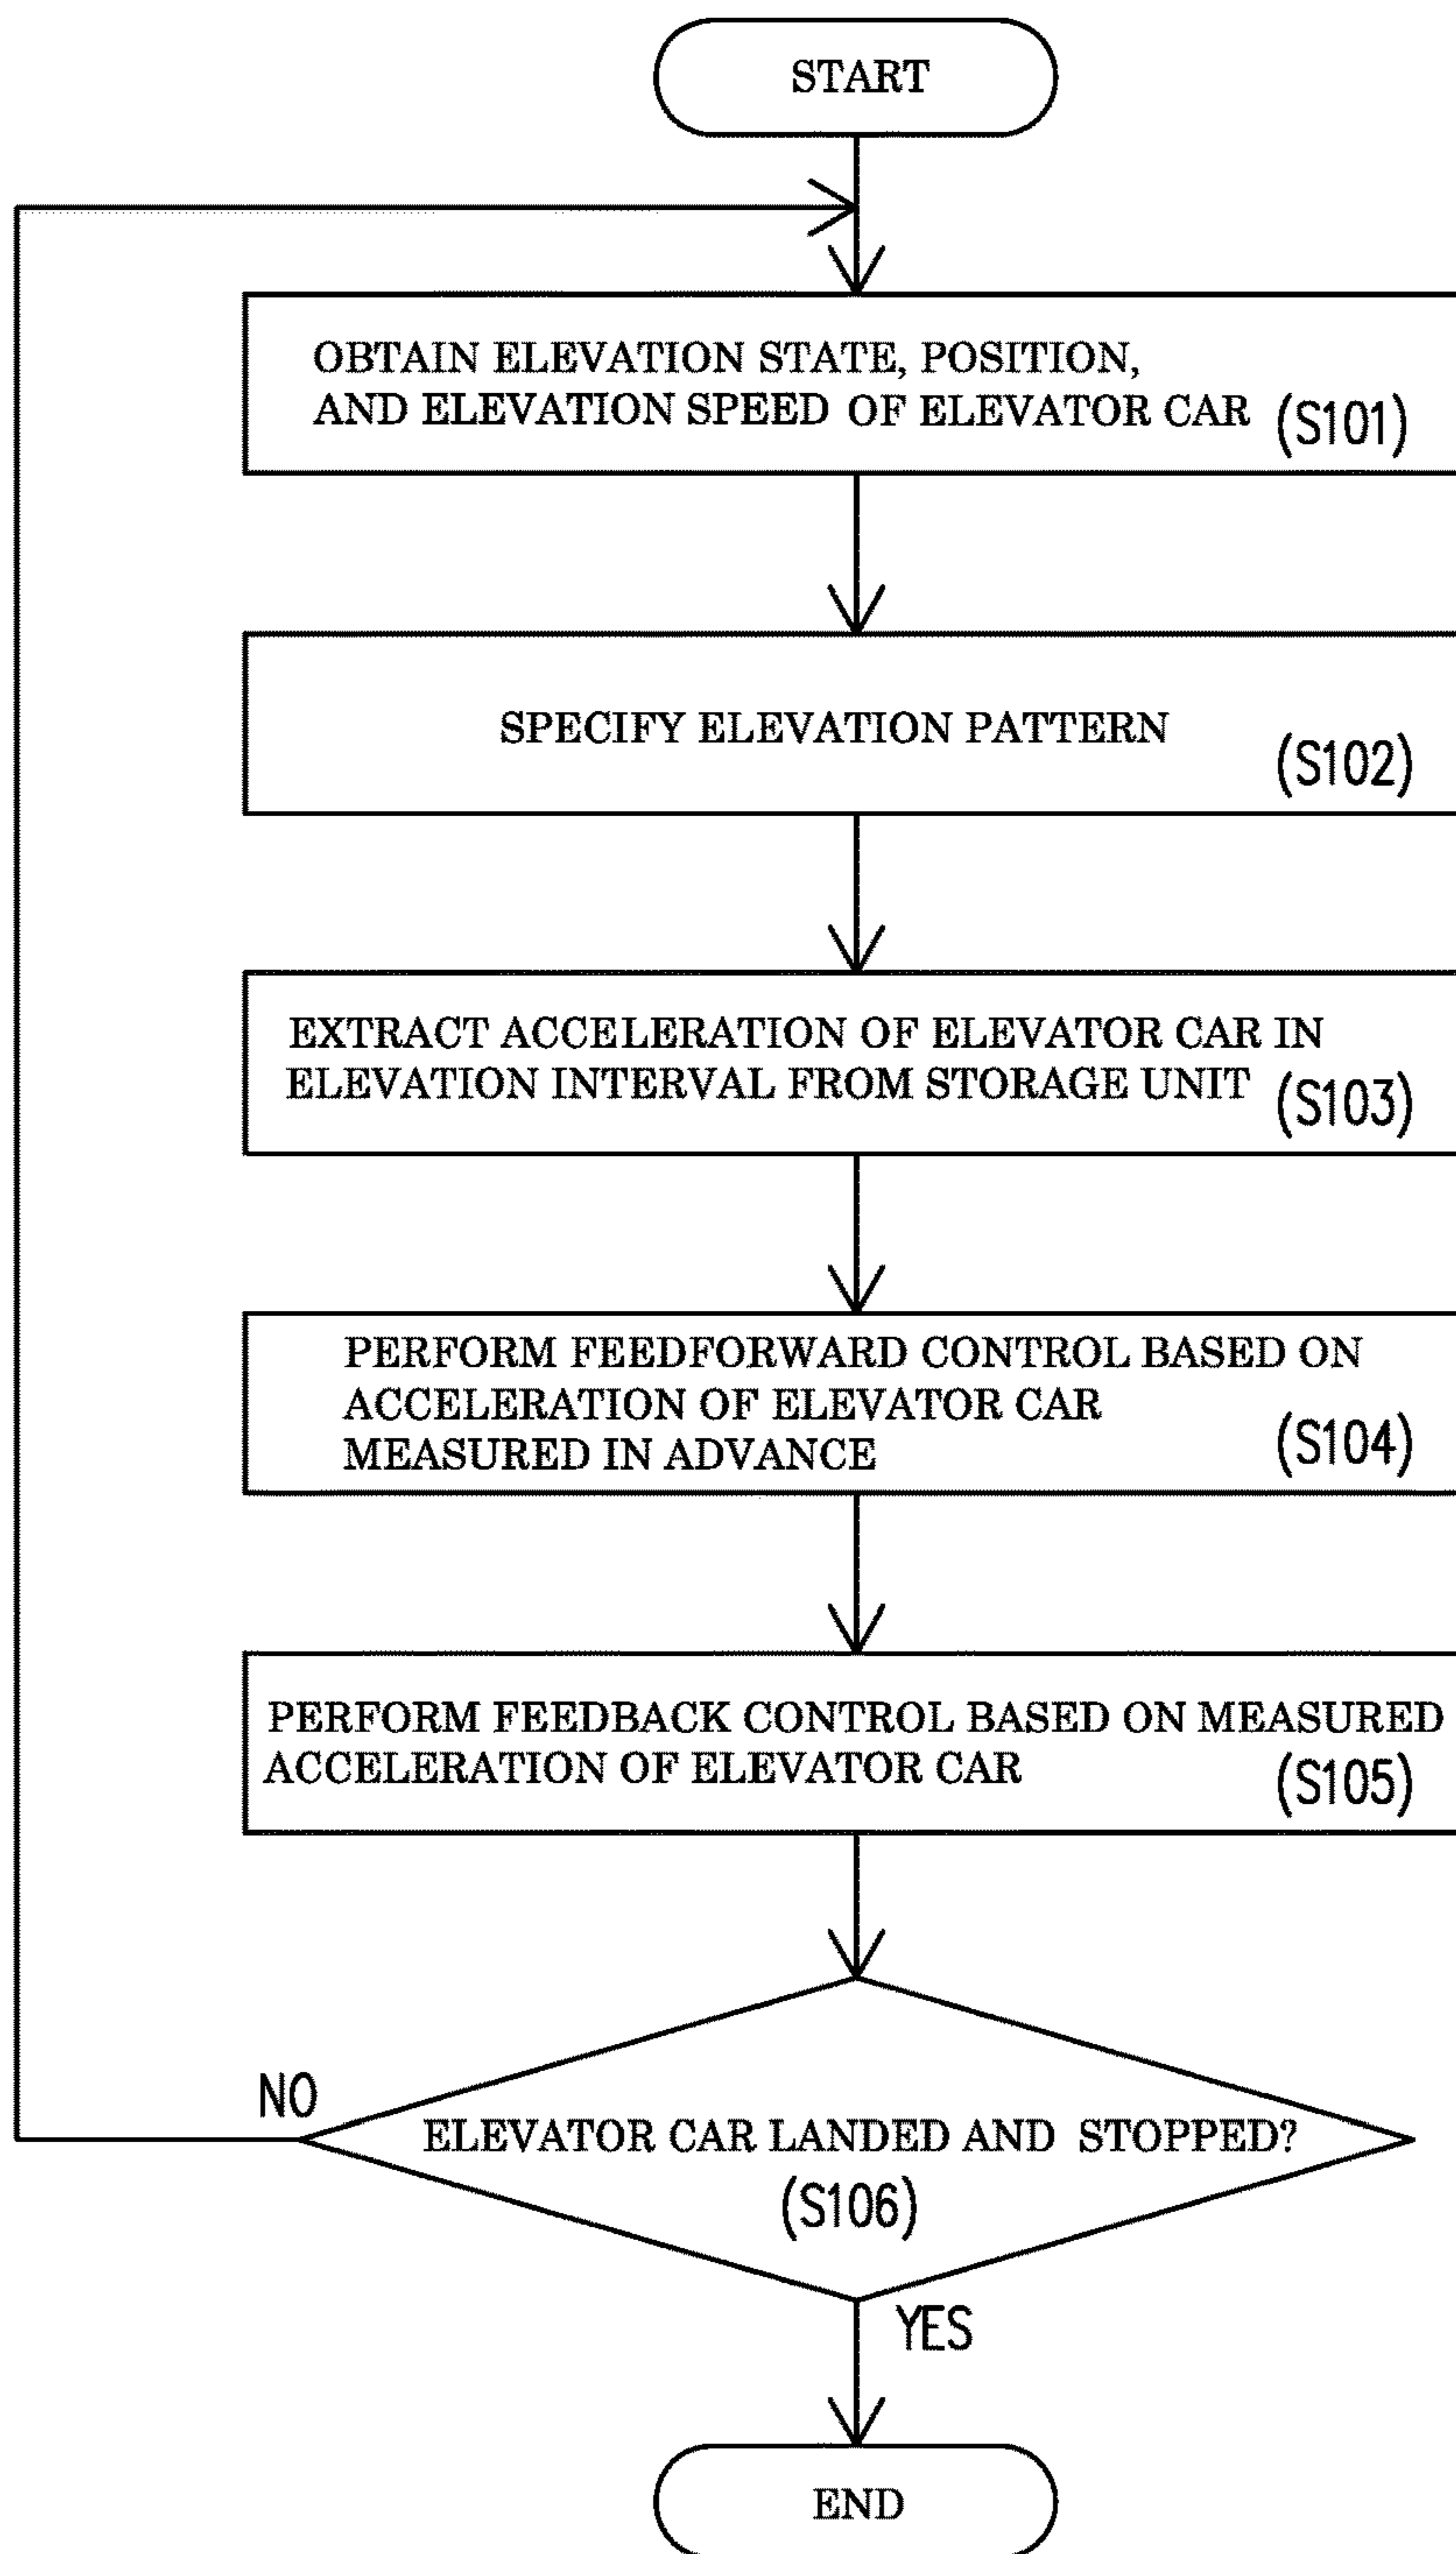 START
OBTAIN ELEVATION STATE, POSITION,
AND ELEVATION SPEED OF ELEVATOR CAR (S101)
SPECIFY ELEVATION PATTERN
(S102)
EXTRACT ACCELERATION OF ELEVATOR CAR IN
ELEVATION INTERVAL FROM STORAGE UNIT (S103)
PERFORM FEEDFORWARD CONTROL BASED ON
ACCELERATION OF ELEVATOR CAR
MEASURED IN ADVANCE (S104)
PERFORM FEEDBACK CONTROL BASED ON MEASURED
ACCELERATION OF ELEVATOR CAR (S105)
NO
ELEVATOR CAR LANDED AND STOPPED?
(S106)
YES
END